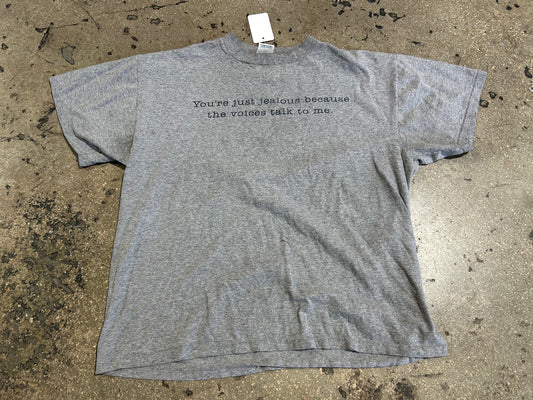 You're just jealous because
the voices talk to me.